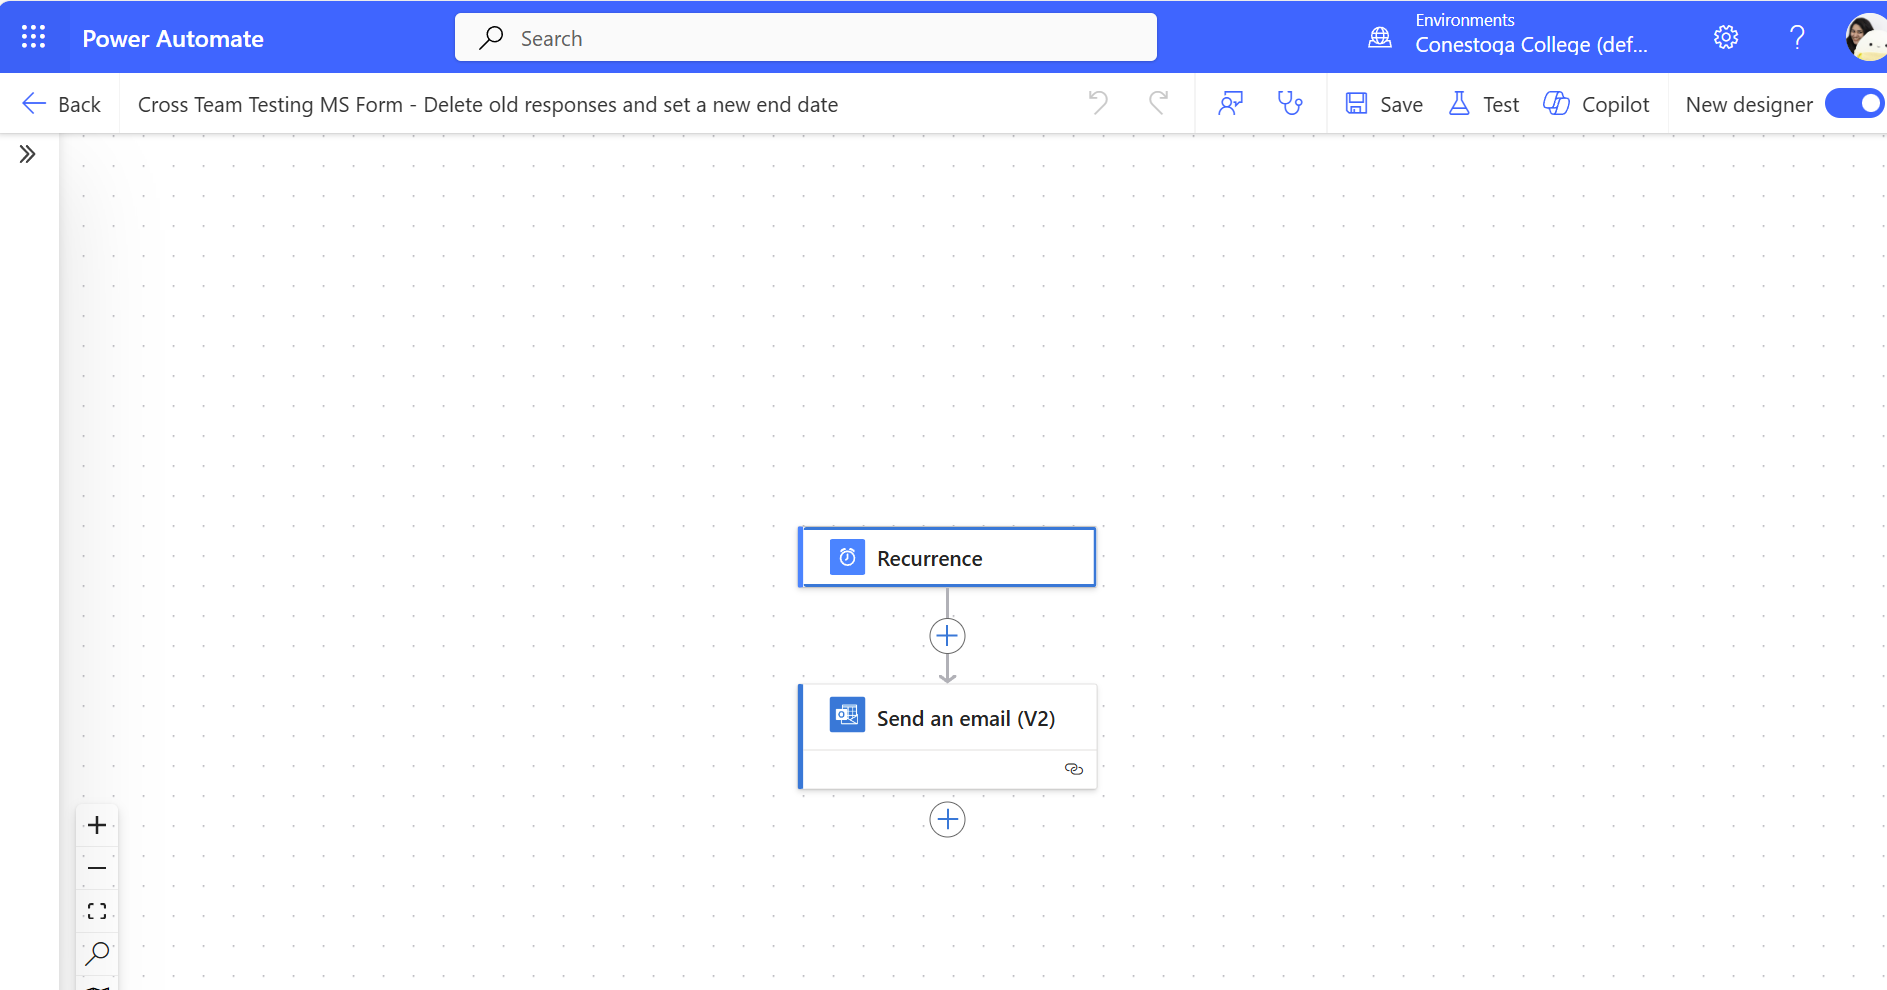 Power Automate
Search
Environments
Conestoga College (def...
Back
Cross Team Testing MS Form - Delete old responses and set a new end date
Save
Test
Copilot
New designer
Recurrence
Send an email (V2)